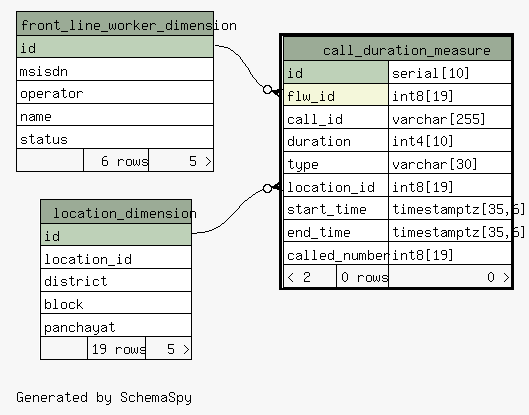 front_line_worker_dimension
id
msisdn
operator
name
status
6 rows 5 >
location_dimension
id
location_id
district
block
panchayat
19 rows 5 >
call_duration_measure
id serial[10]
flw_id int8[19]
call_id varchar[255]
duration int4[10]
type varchar[30]
location_id int8[19]
start_time timestamptz[35,6]
end_time timestamptz[35,6]
called_number int8[19]
< 2 0 rows 0 >
Generated by SchemaSpy